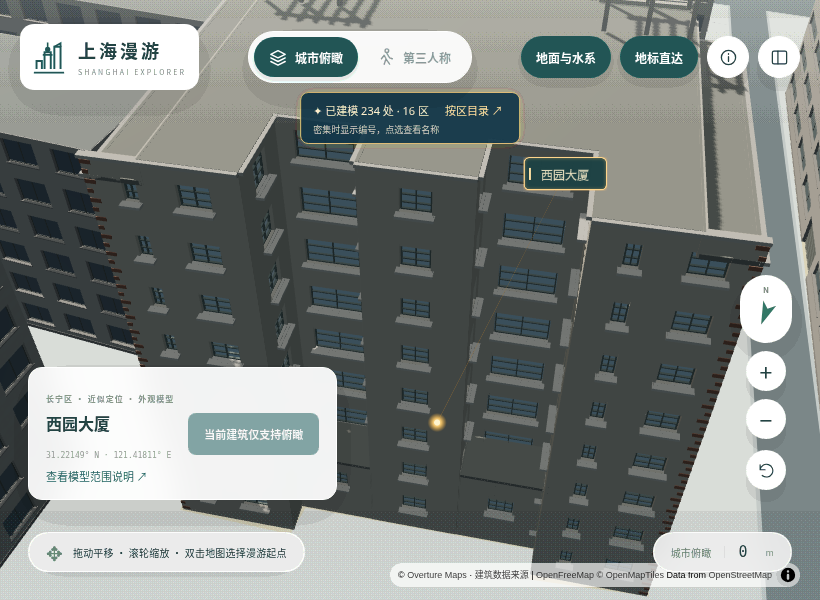 上海漫游
SHANGHAI EXPLORER
城市俯瞰
第三人称
地面与水系
地标直达
✦ 已建模 234 处 · 16 区 按区目录 ↗
密集时显示编号，点选查看名称
西园大厦
N
长宁区 · 近似定位 · 外观模型
西园大厦
31.22149° N · 121.41811° E
查看模型范围说明 ↗
当前建筑仅支持俯瞰
拖动平移 · 滚轮缩放 · 双击地图选择漫游起点
城市俯瞰 0 m
© Overture Maps · 建筑数据来源 | OpenFreeMap © OpenMapTiles Data from OpenStreetMap